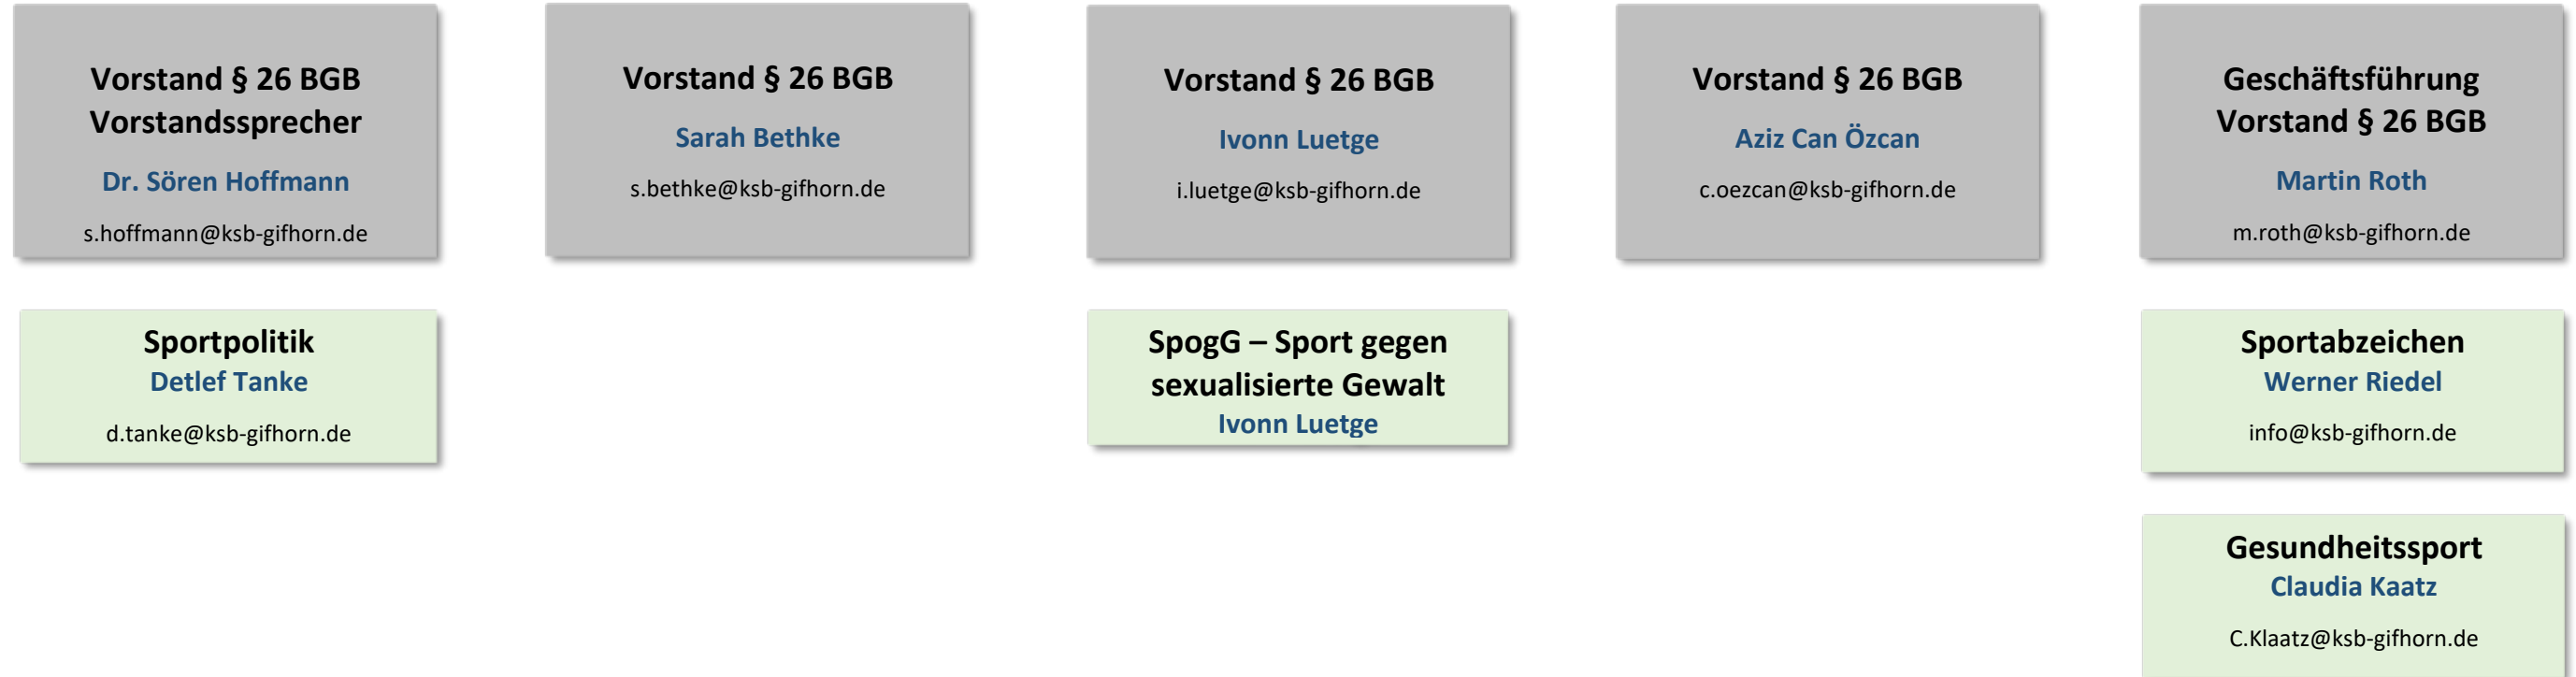 Vorstand § 26 BGB
Vorstandssprecher
Dr. Sören Hoffmann
s.hoffmann@ksb-gifhorn.de
Vorstand § 26 BGB
Sarah Bethke
s.bethke@ksb-gifhorn.de
Vorstand § 26 BGB
Ivonn Luetge
i.luetge@ksb-gifhorn.de
Vorstand § 26 BGB
Aziz Can Özcan
c.oezcan@ksb-gifhorn.de
Geschäftsführung
Vorstand § 26 BGB
Martin Roth
m.roth@ksb-gifhorn.de
Sportpolitik
Detlef Tanke
d.tanke@ksb-gifhorn.de
SpogG – Sport gegen
sexualisierte Gewalt
Ivonn Luetge
Sportabzeichen
Werner Riedel
info@ksb-gifhorn.de
Gesundheitssport
Claudia Kaatz
C.Klaatz@ksb-gifhorn.de